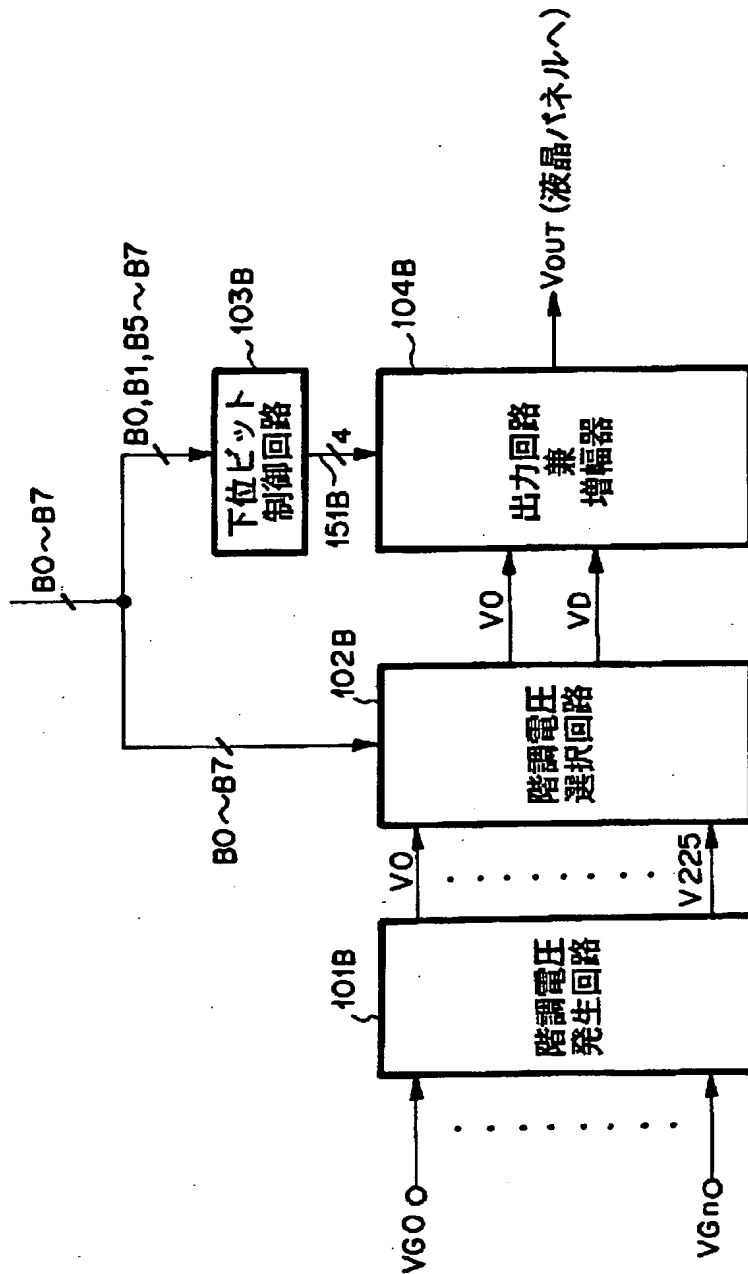 B0～B7
B0～B7
B0,B1,B5～B7
下位ビット
制御回路
103B
151B
4
VG0
VGn
101B
階調電圧
発生回路
V0
V225
102B
階調電圧
選択回路
VO
VD
104B
出力回路
兼
増幅器
VOUT(液晶パネルへ)